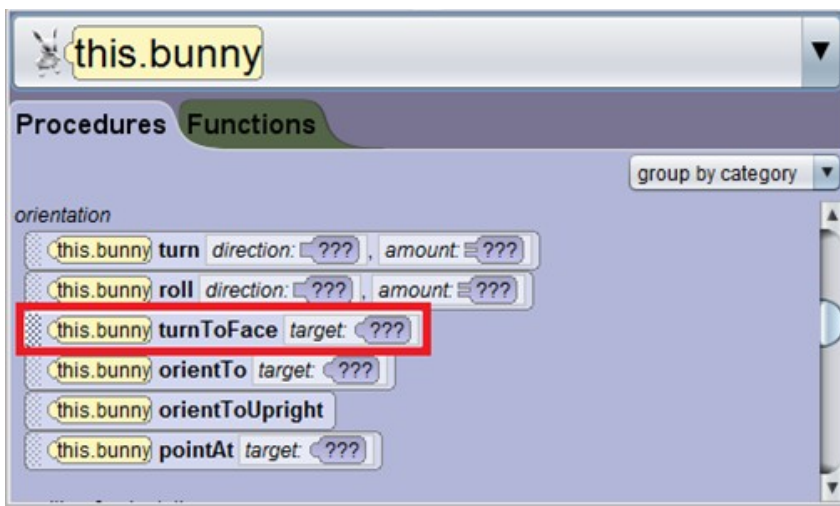 this.bunny
Procedures Functions
group by category
orientation
this.bunny turn direction: ??? , amount: ???
this.bunny roll direction: ??? , amount: ???
this.bunny turnToFace target: ???
this.bunny orientTo target: ???
this.bunny orientToUpright
this.bunny pointAt target: ???